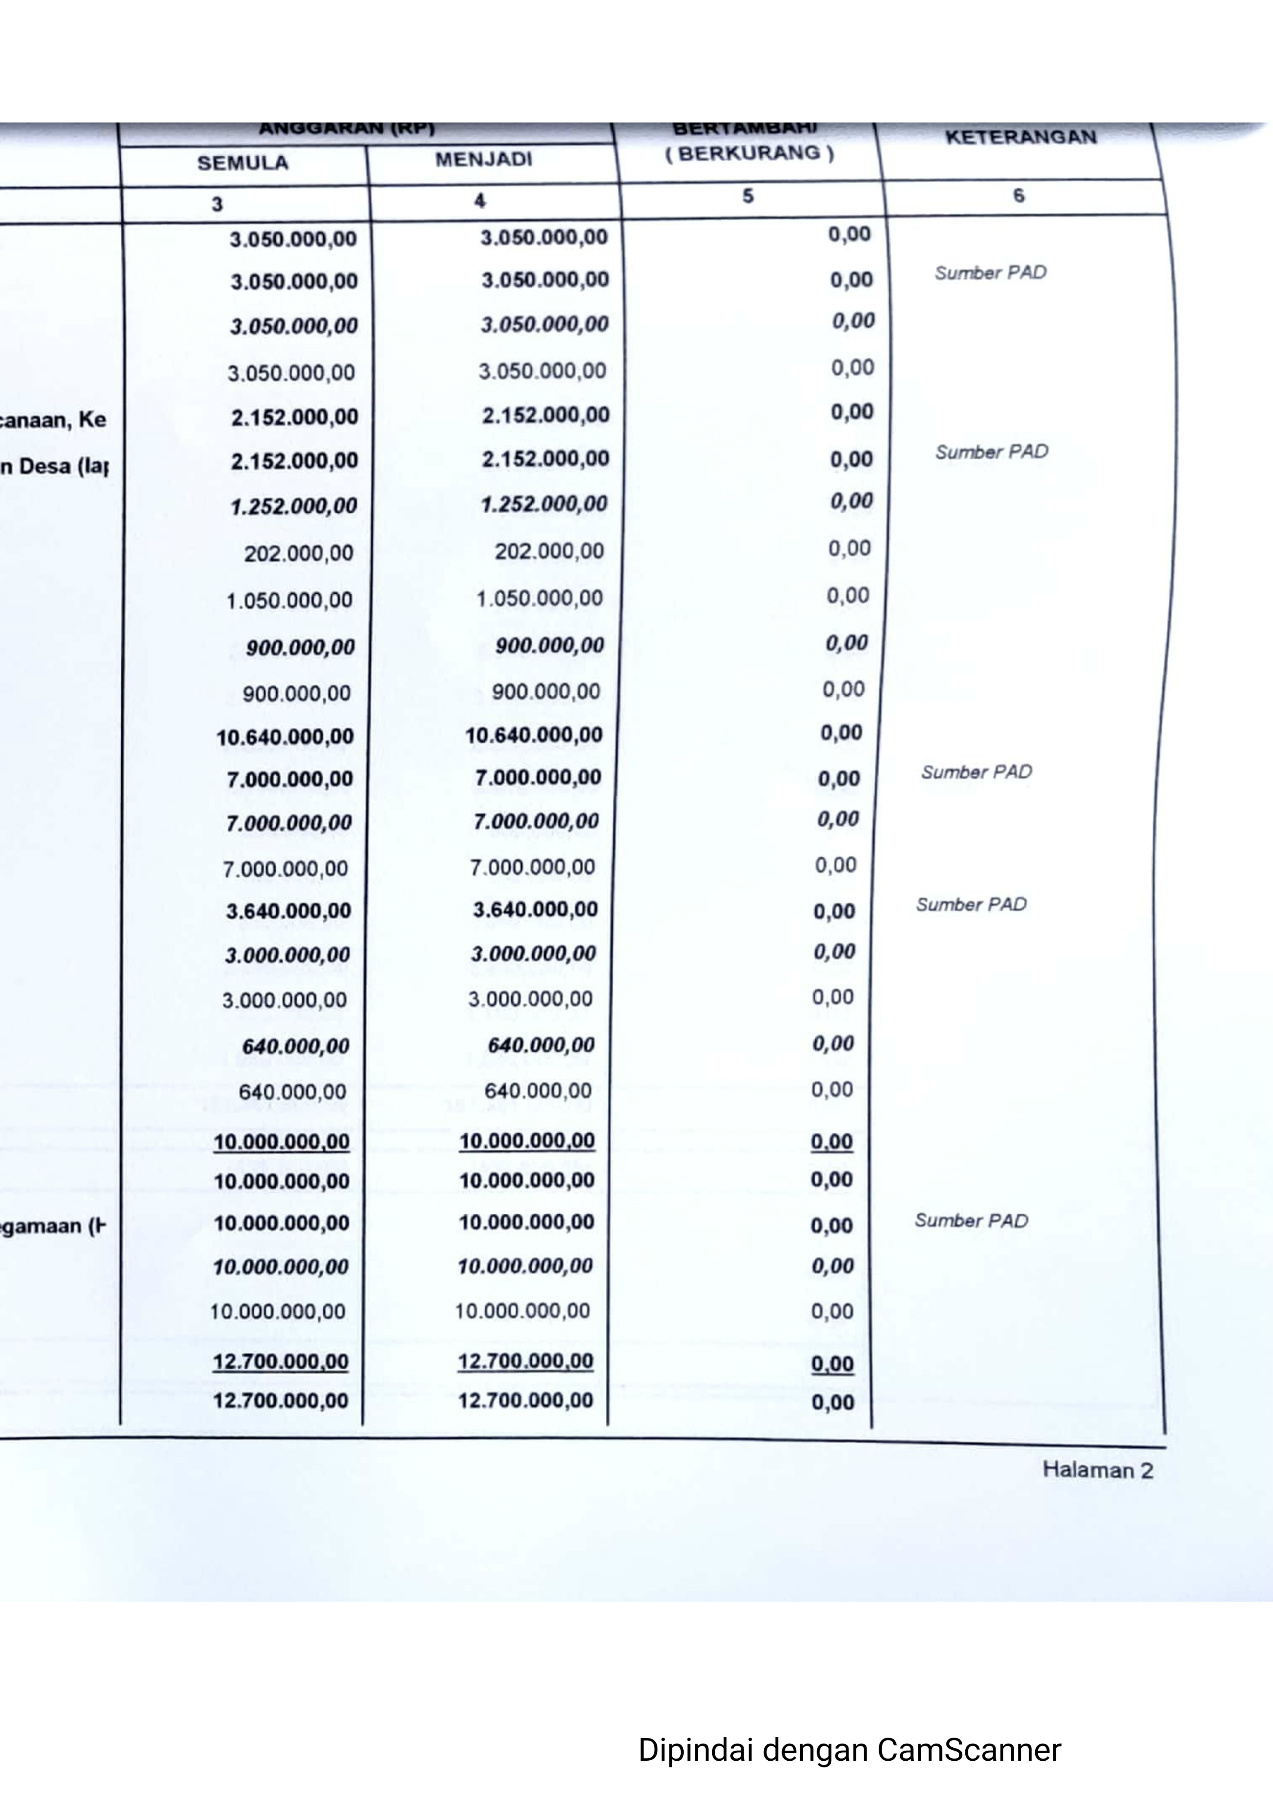 ANGGARAN (RP) BERTAMBAH/ KETERANGAN
SEMULA MENJADI ( BERKURANG )
3 4 5 6
3.050.000,00 3.050.000,00 0,00
3.050.000,00 3.050.000,00 0,00 Sumber PAD
3.050.000,00 3.050.000,00 0,00
3.050.000,00 3.050.000,00 0,00
canaan, Ke 2.152.000,00 2.152.000,00 0,00
n Desa (lap 2.152.000,00 2.152.000,00 0,00 Sumber PAD
1.252.000,00 1.252.000,00 0,00
202.000,00 202.000,00 0,00
1.050.000,00 1.050.000,00 0,00
900.000,00 900.000,00 0,00
900.000,00 900.000,00 0,00
10.640.000,00 10.640.000,00 0,00
7.000.000,00 7.000.000,00 0,00 Sumber PAD
7.000.000,00 7.000.000,00 0,00
7.000.000,00 7.000.000,00 0,00
3.640.000,00 3.640.000,00 0,00 Sumber PAD
3.000.000,00 3.000.000,00 0,00
3.000.000,00 3.000.000,00 0,00
640.000,00 640.000,00 0,00
640.000,00 640.000,00 0,00
10.000.000,00 10.000.000,00 0,00
10.000.000,00 10.000.000,00 0,00
gamaan (H 10.000.000,00 10.000.000,00 0,00 Sumber PAD
10.000.000,00 10.000.000,00 0,00
10.000.000,00 10.000.000,00 0,00
12.700.000,00 12.700.000,00 0,00
12.700.000,00 12.700.000,00 0,00
Halaman 2
Dipindai dengan CamScanner